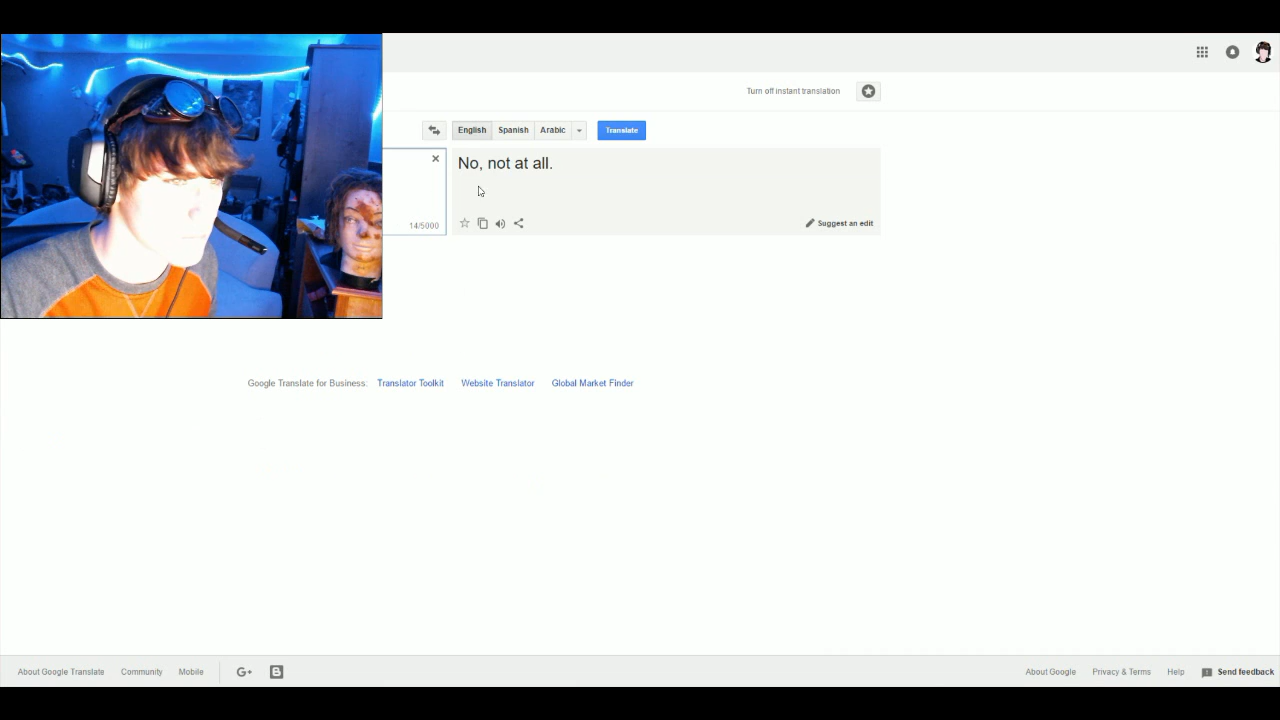 Turn off instant translation
English Spanish Arabic Translate
No, not at all.
14/5000
Suggest an edit
Google Translate for Business: Translator Toolkit Website Translator Global Market Finder
About Google Translate Community Mobile G+ About Google Privacy & Terms Help Send feedback